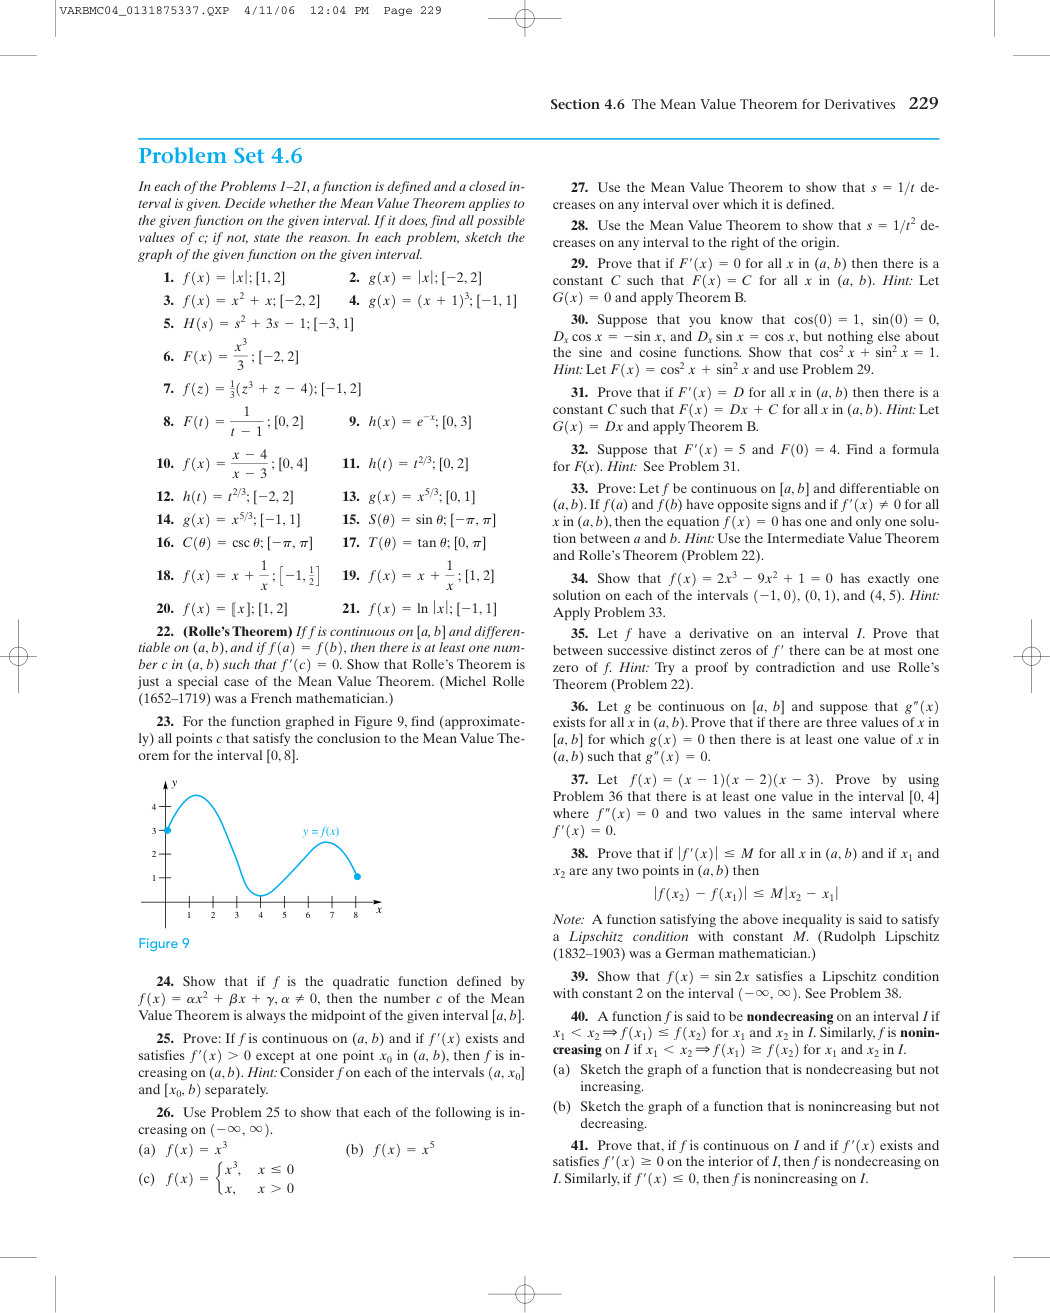 VARBMC04_0131875337.QXP 4/11/06 12:04 PM Page 229
Section 4.6 The Mean Value Theorem for Derivatives 229
Problem Set 4.6
In each of the Problems 1–21, a function is defined and a closed in-
terval is given. Decide whether the Mean Value Theorem applies to
the given function on the given interval. If it does, find all possible
values of c; if not, state the reason. In each problem, sketch the
graph of the given function on the given interval.
1. f(x) = |x|; [1, 2] 2. g(x) = |x|; [−2, 2]
3. f(x) = x² + x; [−2, 2] 4. g(x) = (x + 1)³; [−1, 1]
5. H(s) = s² + 3s − 1; [−3, 1]
6. F(x) = x³/3; [−2, 2]
7. f(z) = ⅓(z³ + z − 4); [−1, 2]
8. F(t) = 1/(t − 1); [0, 2] 9. h(x) = e^(−x); [0, 3]
10. f(x) = (x − 4)/(x − 3); [0, 4] 11. h(t) = t^(2/3); [0, 2]
12. h(t) = t^(2/3); [−2, 2] 13. g(x) = x^(5/3); [0, 1]
14. g(x) = x^(5/3); [−1, 1] 15. S(θ) = sin θ; [−π, π]
16. C(θ) = csc θ; [−π, π] 17. T(θ) = tan θ; [0, π]
18. f(x) = x + 1/x; [−1, ½] 19. f(x) = x + 1/x; [1, 2]
20. f(x) = ⟦x⟧; [1, 2] 21. f(x) = ln |x|; [−1, 1]
22. (Rolle's Theorem) If f is continuous on [a, b] and differen-
tiable on (a, b), and if f(a) = f(b), then there is at least one num-
ber c in (a, b) such that f′(c) = 0. Show that Rolle's Theorem is
just a special case of the Mean Value Theorem. (Michel Rolle
(1652–1719) was a French mathematician.)
23. For the function graphed in Figure 9, find (approximate-
ly) all points c that satisfy the conclusion to the Mean Value The-
orem for the interval [0, 8].
y
4
3
y = f(x)
2
1
1 2 3 4 5 6 7 8 x
Figure 9
24. Show that if f is the quadratic function defined by
f(x) = αx² + βx + γ, α ≠ 0, then the number c of the Mean
Value Theorem is always the midpoint of the given interval [a, b].
25. Prove: If f is continuous on (a, b) and if f′(x) exists and
satisfies f′(x) > 0 except at one point x₀ in (a, b), then f is in-
creasing on (a, b). Hint: Consider f on each of the intervals (a, x₀]
and [x₀, b) separately.
26. Use Problem 25 to show that each of the following is in-
creasing on (−∞, ∞).
(a) f(x) = x³ (b) f(x) = x⁵
(c) f(x) = { x³, x ≤ 0
x, x > 0
27. Use the Mean Value Theorem to show that s = 1/t de-
creases on any interval over which it is defined.
28. Use the Mean Value Theorem to show that s = 1/t² de-
creases on any interval to the right of the origin.
29. Prove that if F′(x) = 0 for all x in (a, b) then there is a
constant C such that F(x) = C for all x in (a, b). Hint: Let
G(x) = 0 and apply Theorem B.
30. Suppose that you know that cos(0) = 1, sin(0) = 0,
Dₓ cos x = −sin x, and Dₓ sin x = cos x, but nothing else about
the sine and cosine functions. Show that cos² x + sin² x = 1.
Hint: Let F(x) = cos² x + sin² x and use Problem 29.
31. Prove that if F′(x) = D for all x in (a, b) then there is a
constant C such that F(x) = Dx + C for all x in (a, b). Hint: Let
G(x) = Dx and apply Theorem B.
32. Suppose that F′(x) = 5 and F(0) = 4. Find a formula
for F(x). Hint: See Problem 31.
33. Prove: Let f be continuous on [a, b] and differentiable on
(a, b). If f(a) and f(b) have opposite signs and if f′(x) ≠ 0 for all
x in (a, b), then the equation f(x) = 0 has one and only one solu-
tion between a and b. Hint: Use the Intermediate Value Theorem
and Rolle's Theorem (Problem 22).
34. Show that f(x) = 2x³ − 9x² + 1 = 0 has exactly one
solution on each of the intervals (−1, 0), (0, 1), and (4, 5). Hint:
Apply Problem 33.
35. Let f have a derivative on an interval I. Prove that
between successive distinct zeros of f′ there can be at most one
zero of f. Hint: Try a proof by contradiction and use Rolle's
Theorem (Problem 22).
36. Let g be continuous on [a, b] and suppose that g″(x)
exists for all x in (a, b). Prove that if there are three values of x in
[a, b] for which g(x) = 0 then there is at least one value of x in
(a, b) such that g″(x) = 0.
37. Let f(x) = (x − 1)(x − 2)(x − 3). Prove by using
Problem 36 that there is at least one value in the interval [0, 4]
where f″(x) = 0 and two values in the same interval where
f′(x) = 0.
38. Prove that if |f′(x)| ≤ M for all x in (a, b) and if x₁ and
x₂ are any two points in (a, b) then
|f(x₂) − f(x₁)| ≤ M|x₂ − x₁|
Note: A function satisfying the above inequality is said to satisfy
a Lipschitz condition with constant M. (Rudolph Lipschitz
(1832–1903) was a German mathematician.)
39. Show that f(x) = sin 2x satisfies a Lipschitz condition
with constant 2 on the interval (−∞, ∞). See Problem 38.
40. A function f is said to be nondecreasing on an interval I if
x₁ < x₂ ⇒ f(x₁) ≤ f(x₂) for x₁ and x₂ in I. Similarly, f is nonin-
creasing on I if x₁ < x₂ ⇒ f(x₁) ≥ f(x₂) for x₁ and x₂ in I.
(a) Sketch the graph of a function that is nondecreasing but not
increasing.
(b) Sketch the graph of a function that is nonincreasing but not
decreasing.
41. Prove that, if f is continuous on I and if f′(x) exists and
satisfies f′(x) ≥ 0 on the interior of I, then f is nondecreasing on
I. Similarly, if f′(x) ≤ 0, then f is nonincreasing on I.